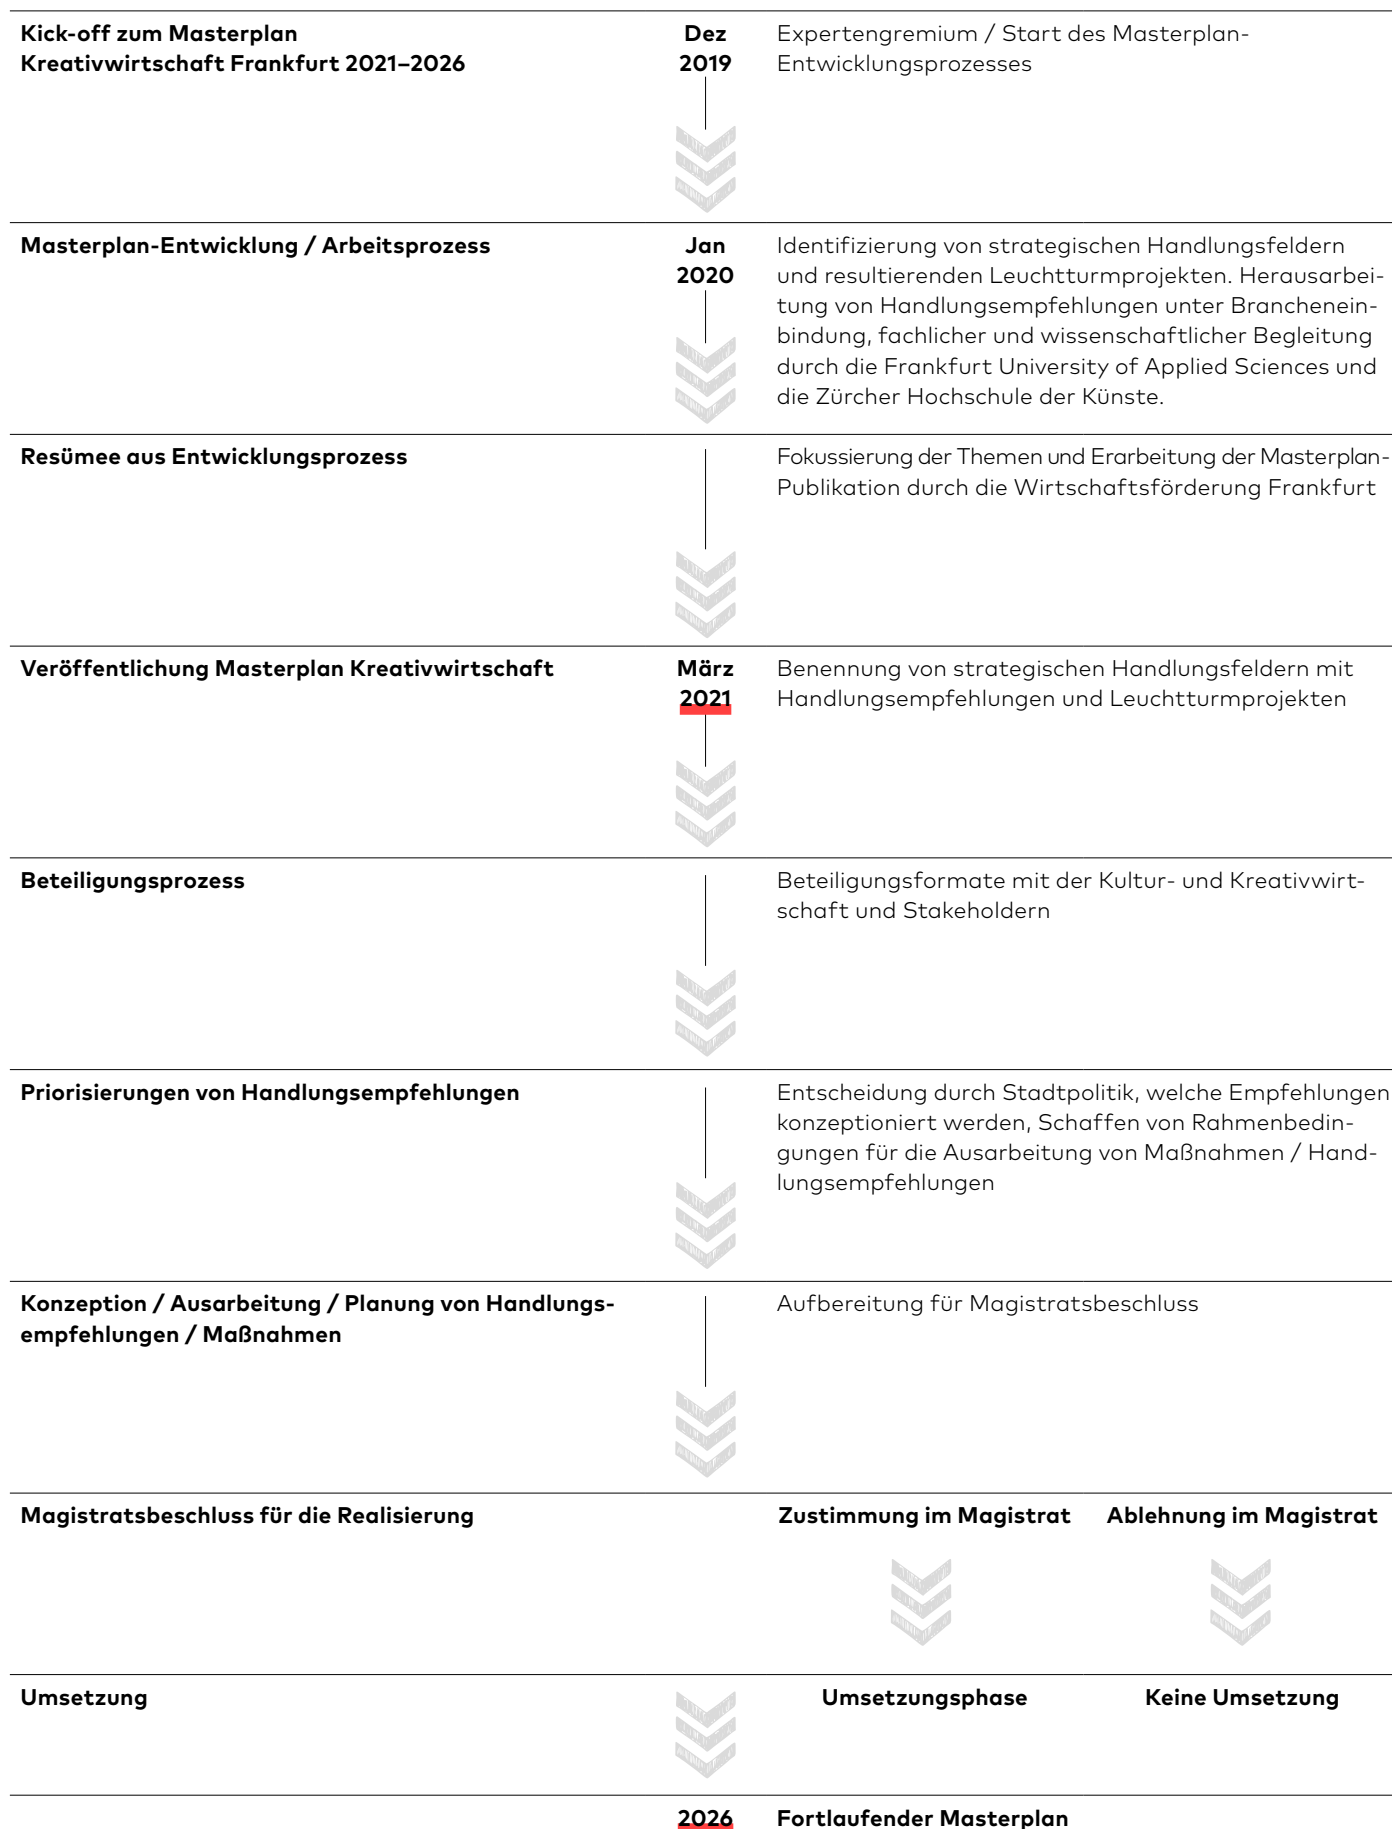 Kick-off zum Masterplan
Kreativwirtschaft Frankfurt 2021–2026
Dez
2019
Expertengremium / Start des Masterplan-
Entwicklungsprozesses
Masterplan-Entwicklung / Arbeitsprozess
Jan
2020
Identifizierung von strategischen Handlungsfeldern
und resultierenden Leuchtturmprojekten. Herausarbei-
tung von Handlungsempfehlungen unter Branchenein-
bindung, fachlicher und wissenschaftlicher Begleitung
durch die Frankfurt University of Applied Sciences und
die Zürcher Hochschule der Künste.
Resümee aus Entwicklungsprozess
Fokussierung der Themen und Erarbeitung der Masterplan-
Publikation durch die Wirtschaftsförderung Frankfurt
Veröffentlichung Masterplan Kreativwirtschaft
März
2021
Benennung von strategischen Handlungsfeldern mit
Handlungsempfehlungen und Leuchtturmprojekten
Beteiligungsprozess
Beteiligungsformate mit der Kultur- und Kreativwirt-
schaft und Stakeholdern
Priorisierungen von Handlungsempfehlungen
Entscheidung durch Stadtpolitik, welche Empfehlungen
konzeptioniert werden, Schaffen von Rahmenbedin-
gungen für die Ausarbeitung von Maßnahmen / Hand-
lungsempfehlungen
Konzeption / Ausarbeitung / Planung von Handlungs-
empfehlungen / Maßnahmen
Aufbereitung für Magistratsbeschluss
Magistratsbeschluss für die Realisierung
Zustimmung im Magistrat
Ablehnung im Magistrat
Umsetzung
Umsetzungsphase
Keine Umsetzung
2026
Fortlaufender Masterplan